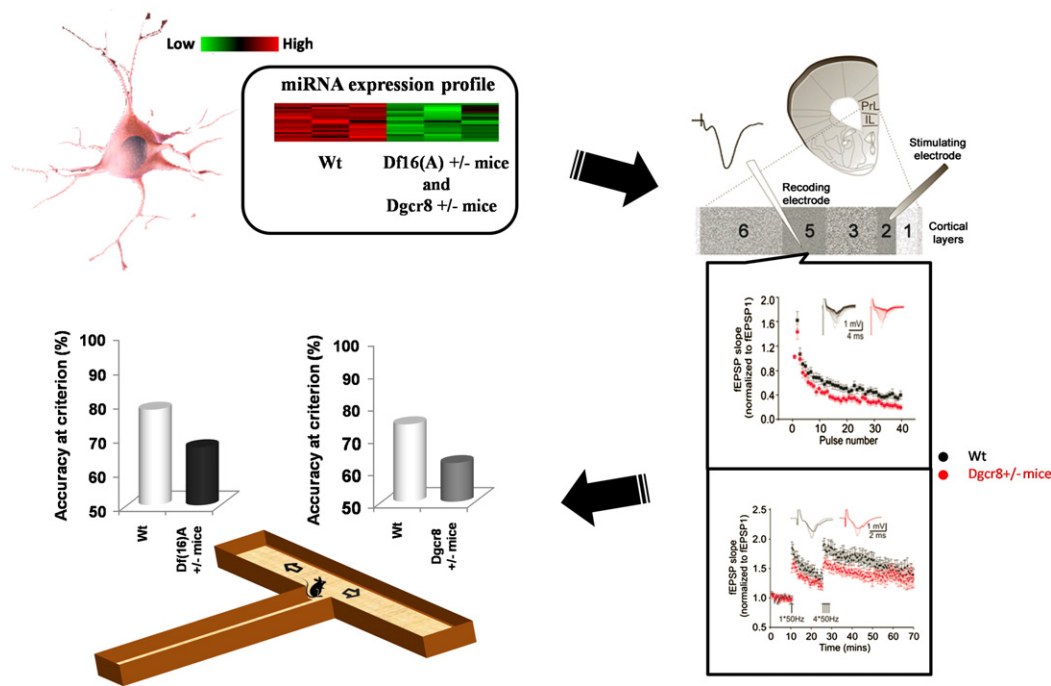 Low
High
miRNA expression profile
Wt
Df16(A) +/- mice
and
Dgcr8 +/- mice
PrL
IL
Stimulating
electrode
Recoding
electrode
6 5 3 2 1
Cortical
layers
fEPSP slope
(normalized to fEPSP1)
2.0
1.6
1.2
0.8
0.4
0.0
1 mV
4 ms
0 10 20 30 40
Pulse number
Wt
Dgcr8+/- mice
fEPSP slope
(normalized to fEPSP1)
2.5
2.0
1.5
1.0
0.5
1 mV
2 ms
1*50Hz
4*50Hz
0 10 20 30 40 50 60 70
Time (mins)
Accuracy at criterion (%)
100
90
80
70
60
50
Wt
Df(16)A
+/- mice
Accuracy at criterion (%)
100
90
80
70
60
50
Wt
Dgcr8
+/- mice